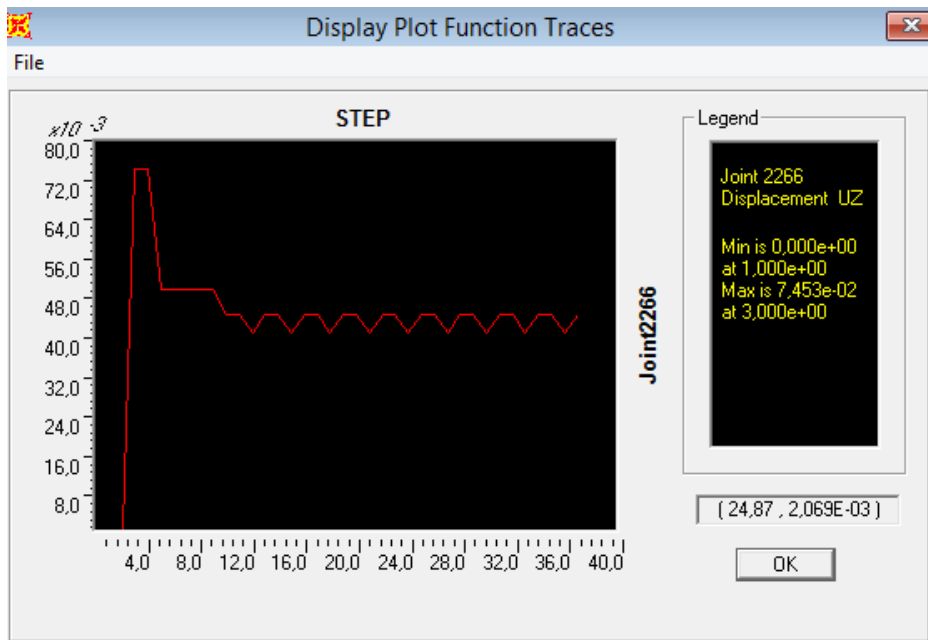 Display Plot Function Traces
File
x10 -3
STEP
80,0
72,0
64,0
56,0
48,0
40,0
32,0
24,0
16,0
8,0
4,0 8,0 12,0 16,0 20,0 24,0 28,0 32,0 36,0 40,0
Joint2266
Legend
Joint 2266
Displacement UZ
Min is 0,000e+00
at 1,000e+00
Max is 7,453e-02
at 3,000e+00
( 24,87 , 2,069E-03 )
OK